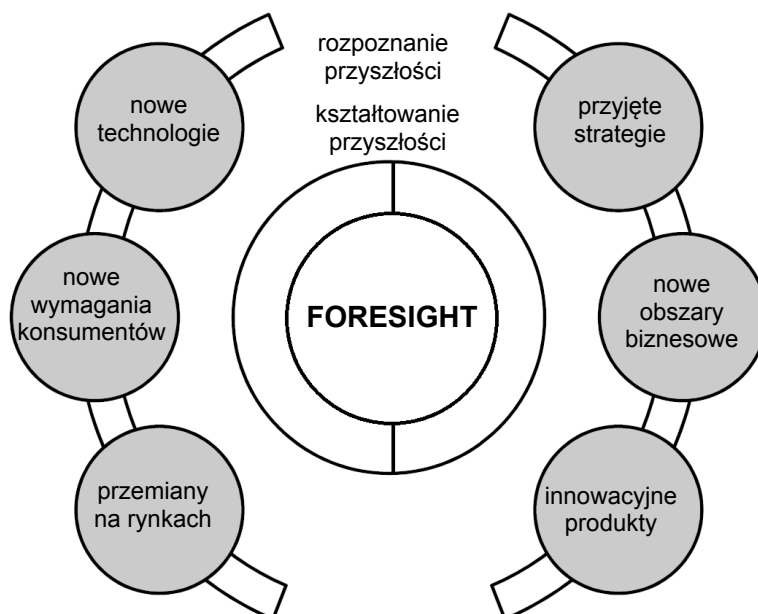 rozpoznanie
przyszłości
kształtowanie
przyszłości
nowe
technologie
przyjęte
strategie
nowe
wymagania
konsumentów
FORESIGHT
nowe
obszary
biznesowe
przemiany
na rynkach
innowacyjne
produkty